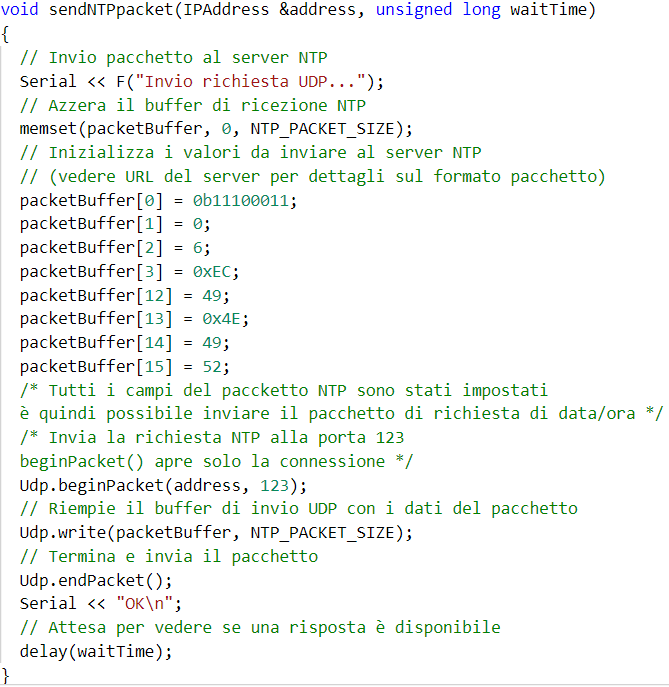 void sendNTPpacket(IPAddress &address, unsigned long waitTime)
{
// Invio pacchetto al server NTP
Serial << F("Invio richiesta UDP...");
// Azzera il buffer di ricezione NTP
memset(packetBuffer, 0, NTP_PACKET_SIZE);
// Inizializza i valori da inviare al server NTP
// (vedere URL del server per dettagli sul formato pacchetto)
packetBuffer[0] = 0b11100011;
packetBuffer[1] = 0;
packetBuffer[2] = 6;
packetBuffer[3] = 0xEC;
packetBuffer[12] = 49;
packetBuffer[13] = 0x4E;
packetBuffer[14] = 49;
packetBuffer[15] = 52;
/* Tutti i campi del paccketto NTP sono stati impostati
è quindi possibile inviare il pacchetto di richiesta di data/ora */
/* Invia la richiesta NTP alla porta 123
beginPacket() apre solo la connessione */
Udp.beginPacket(address, 123);
// Riempie il buffer di invio UDP con i dati del pacchetto
Udp.write(packetBuffer, NTP_PACKET_SIZE);
// Termina e invia il pacchetto
Udp.endPacket();
Serial << "OK\n";
// Attesa per vedere se una risposta è disponibile
delay(waitTime);
}